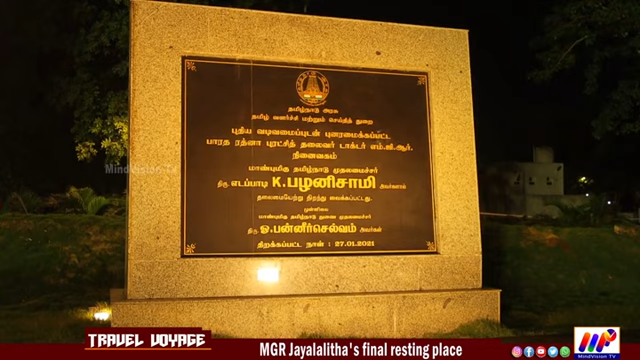 தமிழ்நாடு அரசு
தமிழ் வளர்ச்சி மற்றும் செய்தித் துறை
புதிய வடிவமைப்புடன் புனரமைக்கப்பட்ட
பாரத ரத்னா புரட்சித் தலைவர் டாக்டர் எம்.ஜி.ஆர்.
நினைவகம்
மாண்புமிகு தமிழ்நாடு முதலமைச்சர்
திரு. எடப்பாடி K.பழனிசாமி அவர்களால்
தலைமையேற்று திறந்து வைக்கப்பட்டது.
முன்னிலை
மாண்புமிகு தமிழ்நாடு துணை முதலமைச்சர்
திரு. ஓ.பன்னீர்செல்வம் அவர்கள்
திறக்கப்பட்ட நாள் : 27.01.2021
MindVision TV
TRAVEL VOYAGE
MGR Jayalalitha's final resting place
MindVision TV